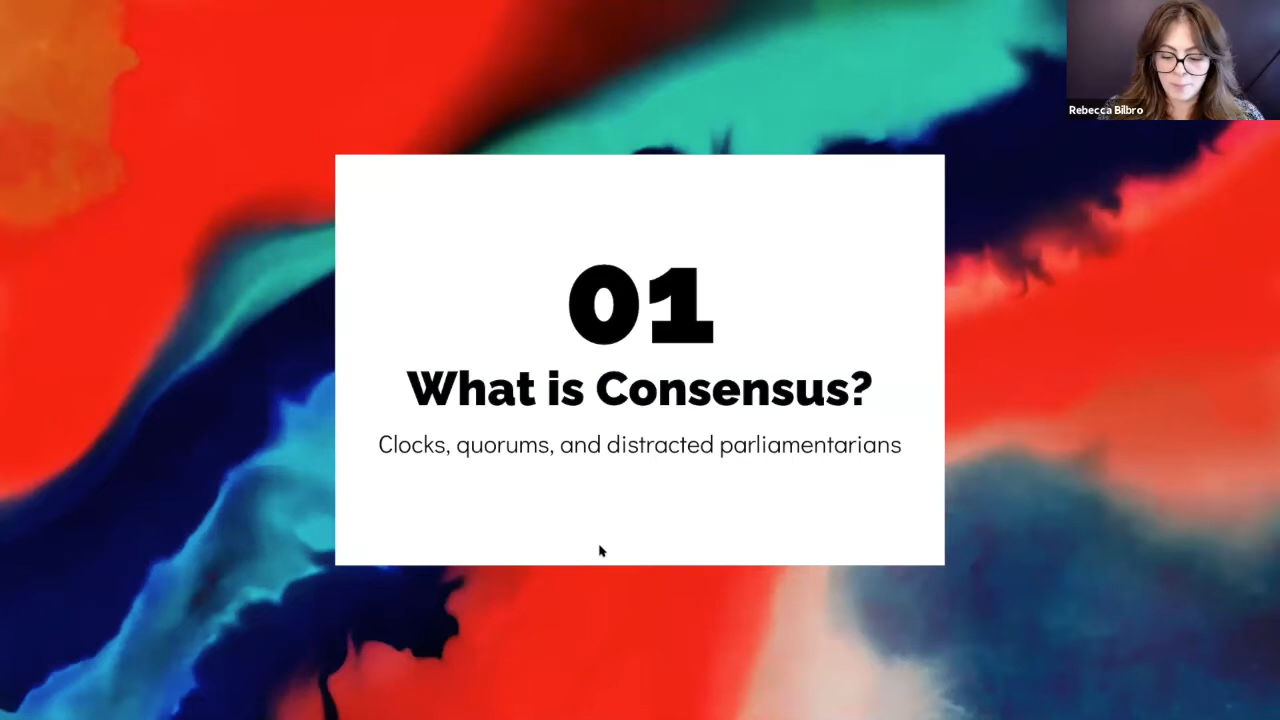 Rebecca Bilbro
01
What is Consensus?
Clocks, quorums, and distracted parliamentarians